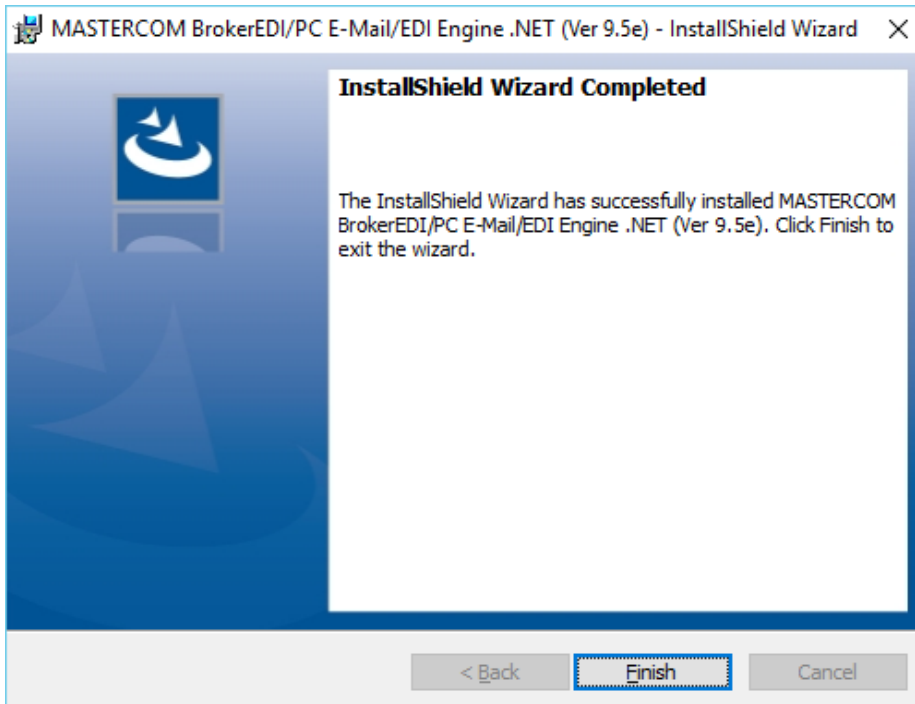 MASTERCOM BrokerEDI/PC E-Mail/EDI Engine .NET (Ver 9.5e) - InstallShield Wizard
InstallShield Wizard Completed
The InstallShield Wizard has successfully installed MASTERCOM
BrokerEDI/PC E-Mail/EDI Engine .NET (Ver 9.5e). Click Finish to
exit the wizard.
< Back
Finish
Cancel